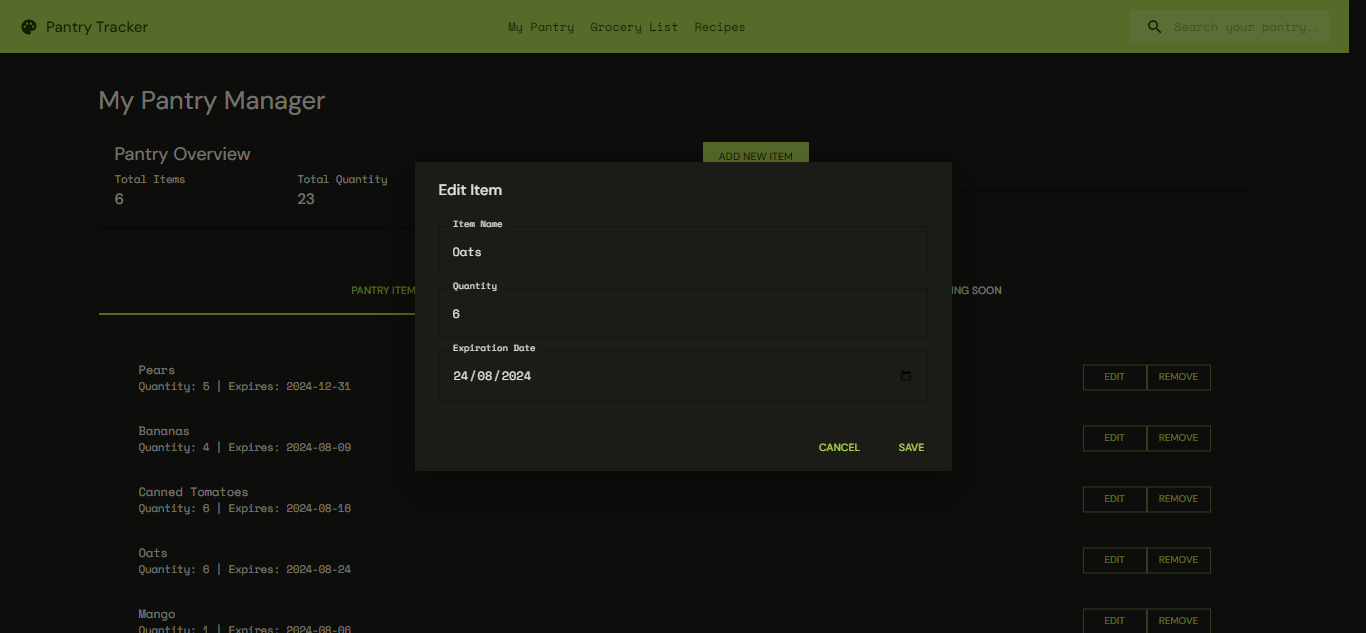 Pantry Tracker
My Pantry Grocery List Recipes
Search your pantry..
My Pantry Manager
Pantry Overview
Total Items Total Quantity
6 23
ADD NEW ITEM
Edit Item
Item Name
Oats
Quantity
6
Expiration Date
24/08/2024
CANCEL SAVE
PANTRY ITEM
NG SOON
Pears
Quantity: 5 | Expires: 2024-12-31
EDIT REMOVE
Bananas
Quantity: 4 | Expires: 2024-08-09
EDIT REMOVE
Canned Tomatoes
Quantity: 6 | Expires: 2024-08-16
EDIT REMOVE
Oats
Quantity: 6 | Expires: 2024-08-24
EDIT REMOVE
Mango
Quantity: 1 | Expires: 2024-08-06
EDIT REMOVE